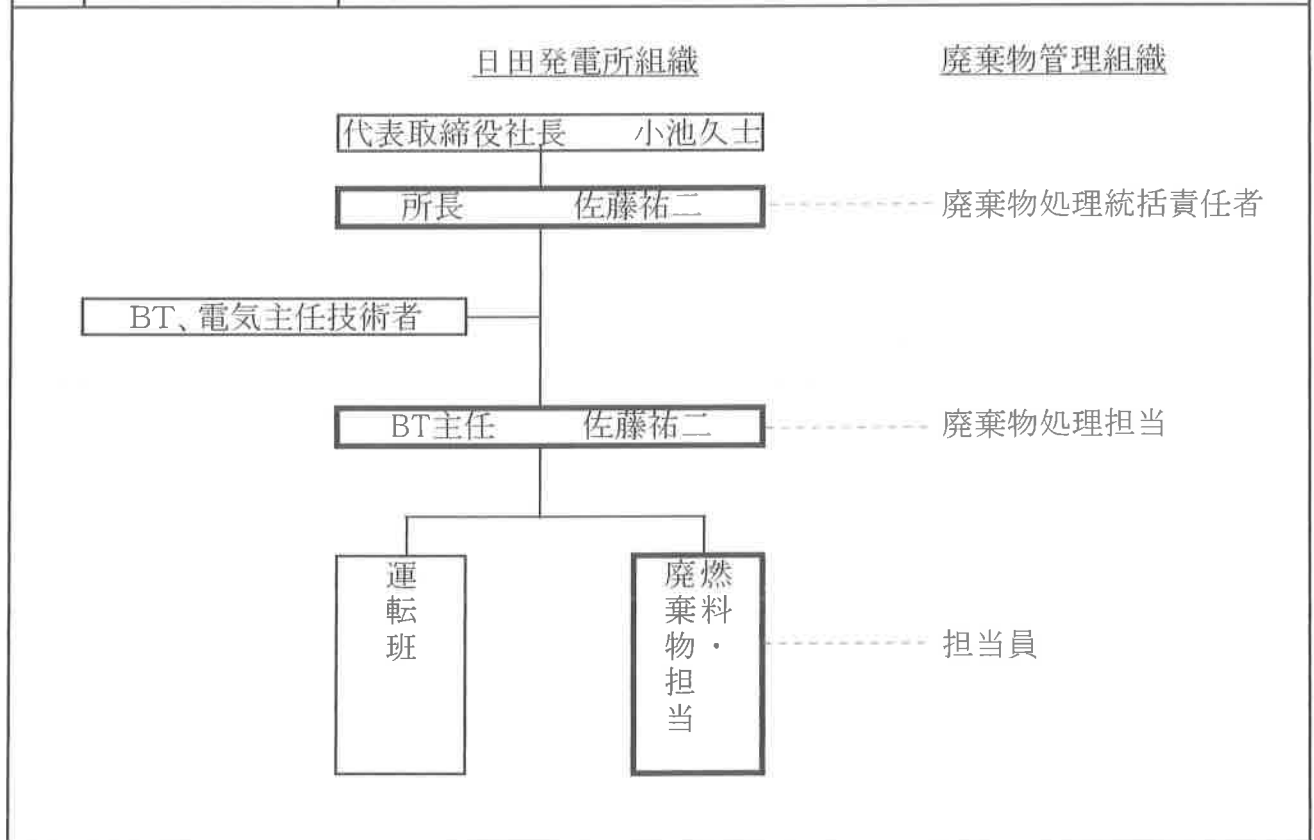 日田発電所組織
廃棄物管理組織
代表取締役社長 小池久士
所長 佐藤祐二
廃棄物処理統括責任者
BT、電気主任技術者
BT主任 佐藤祐二
廃棄物処理担当
運転班
燃料・
廃棄物担当
担当員